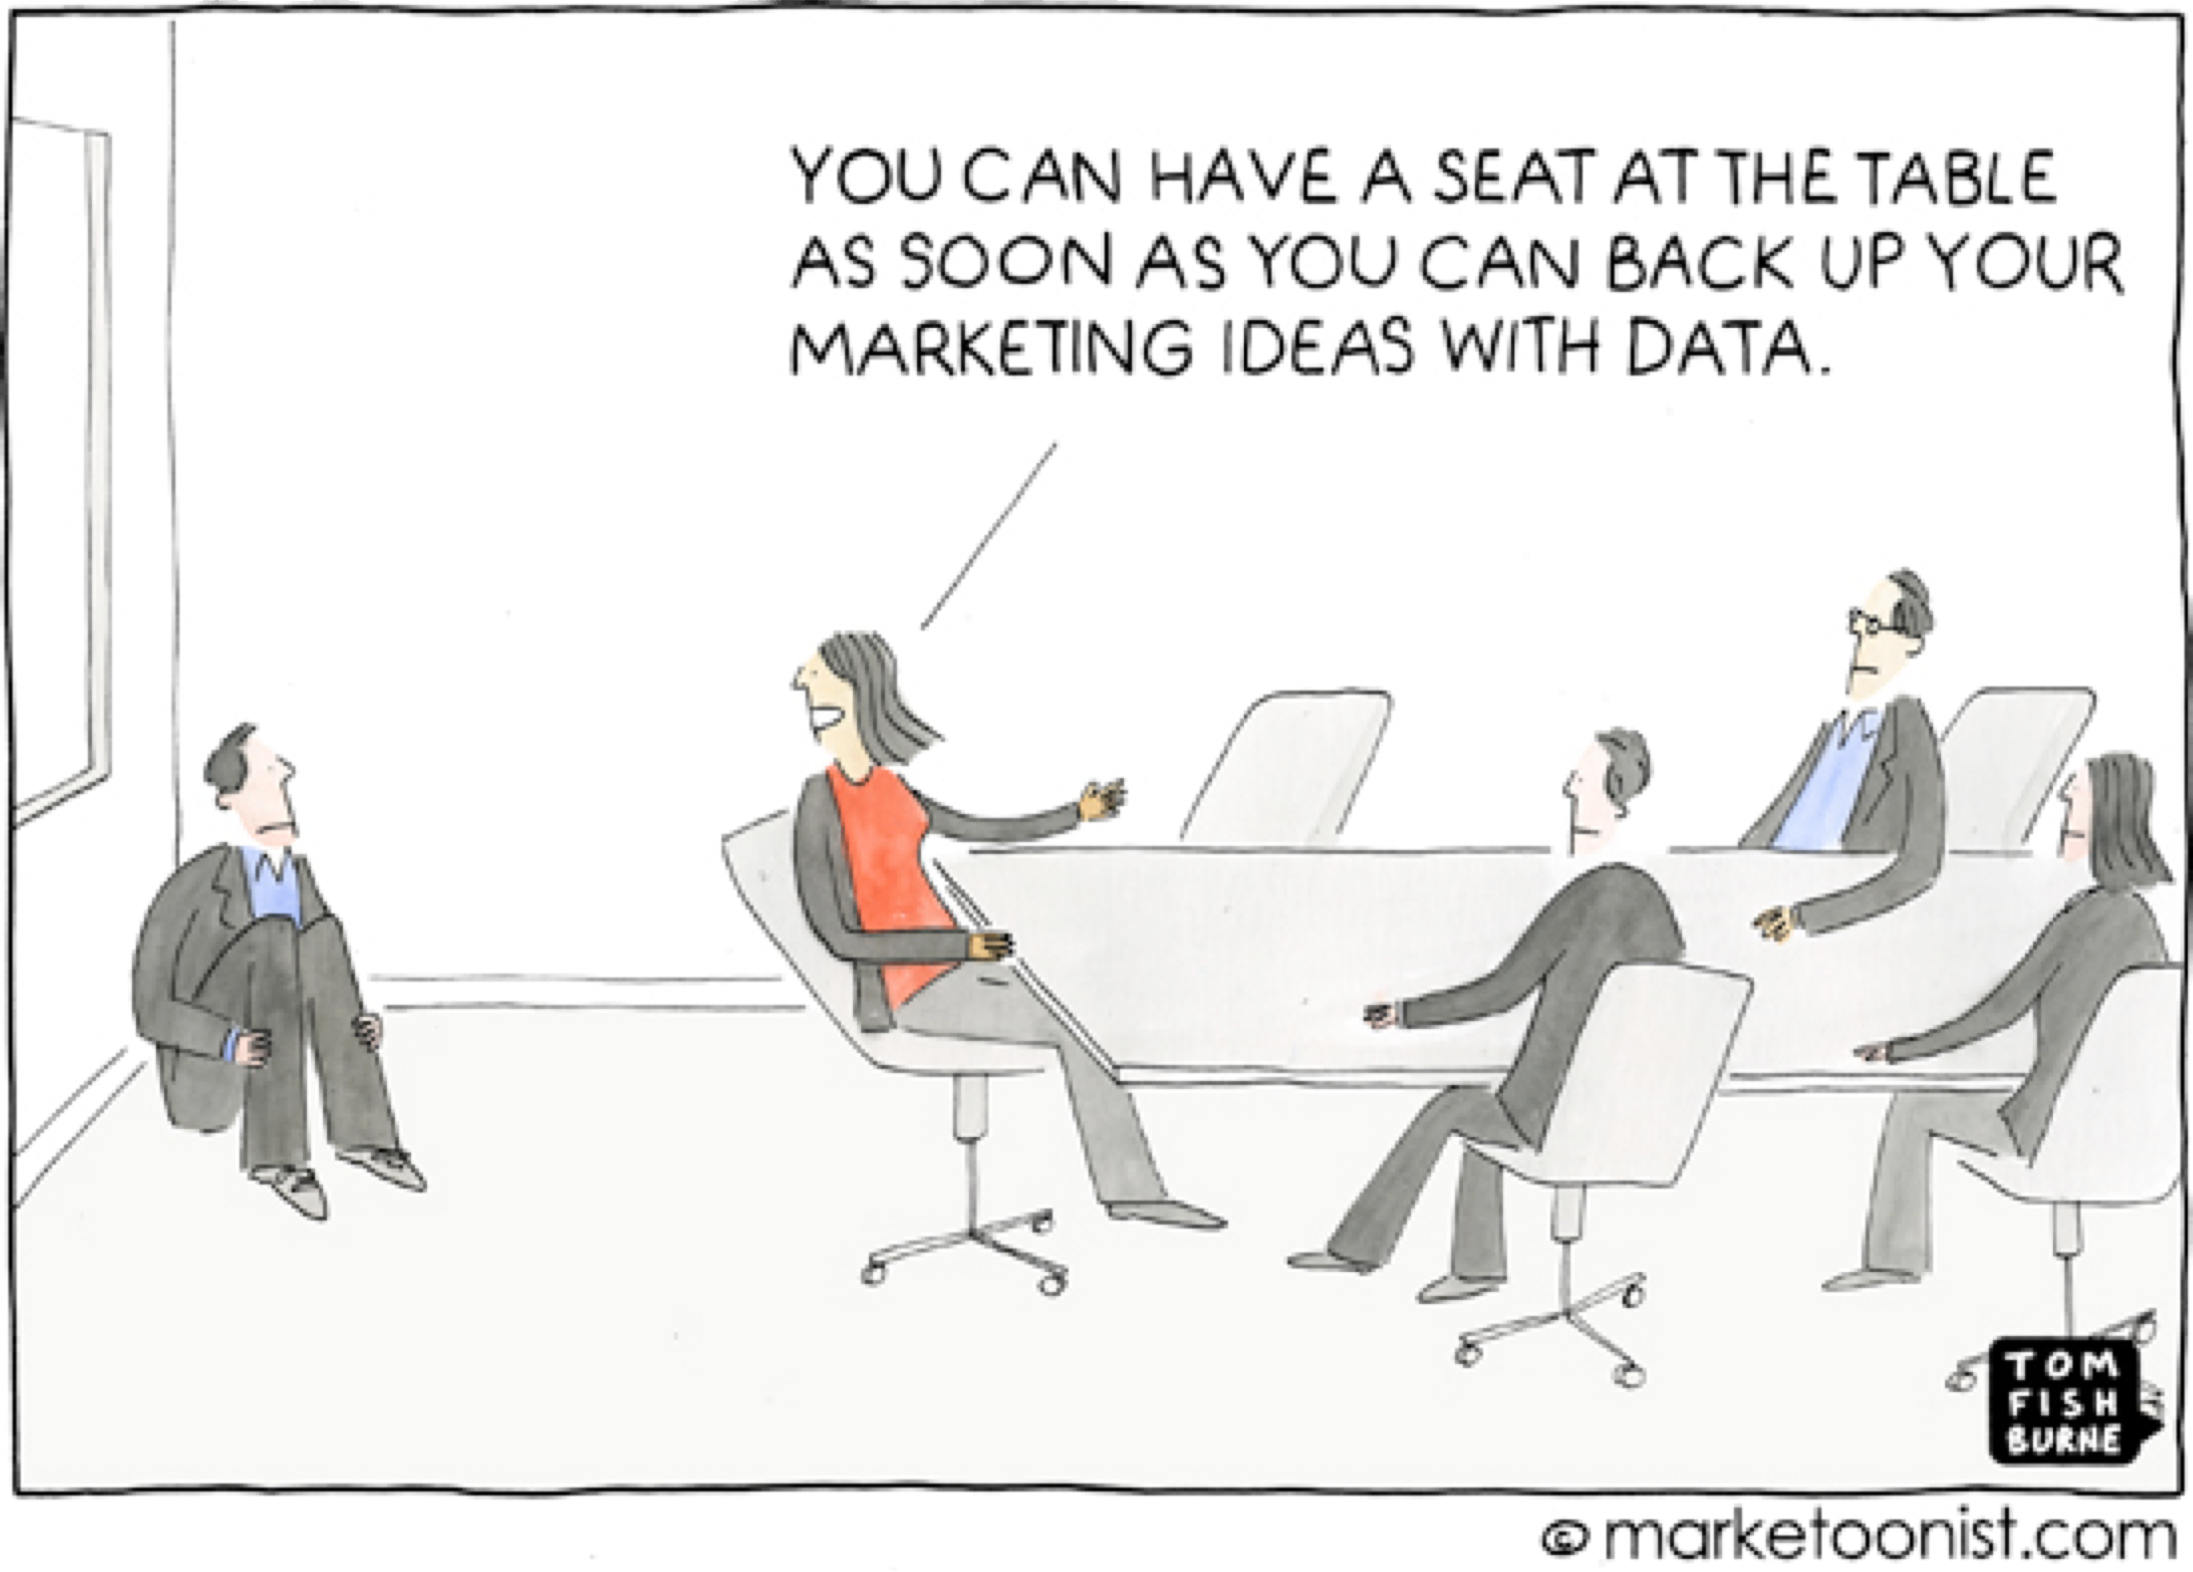 YOU CAN HAVE A SEAT AT THE TABLE
AS SOON AS YOU CAN BACK UP YOUR
MARKETING IDEAS WITH DATA.
TOM
FISH
BURNE
© marketoonist.com